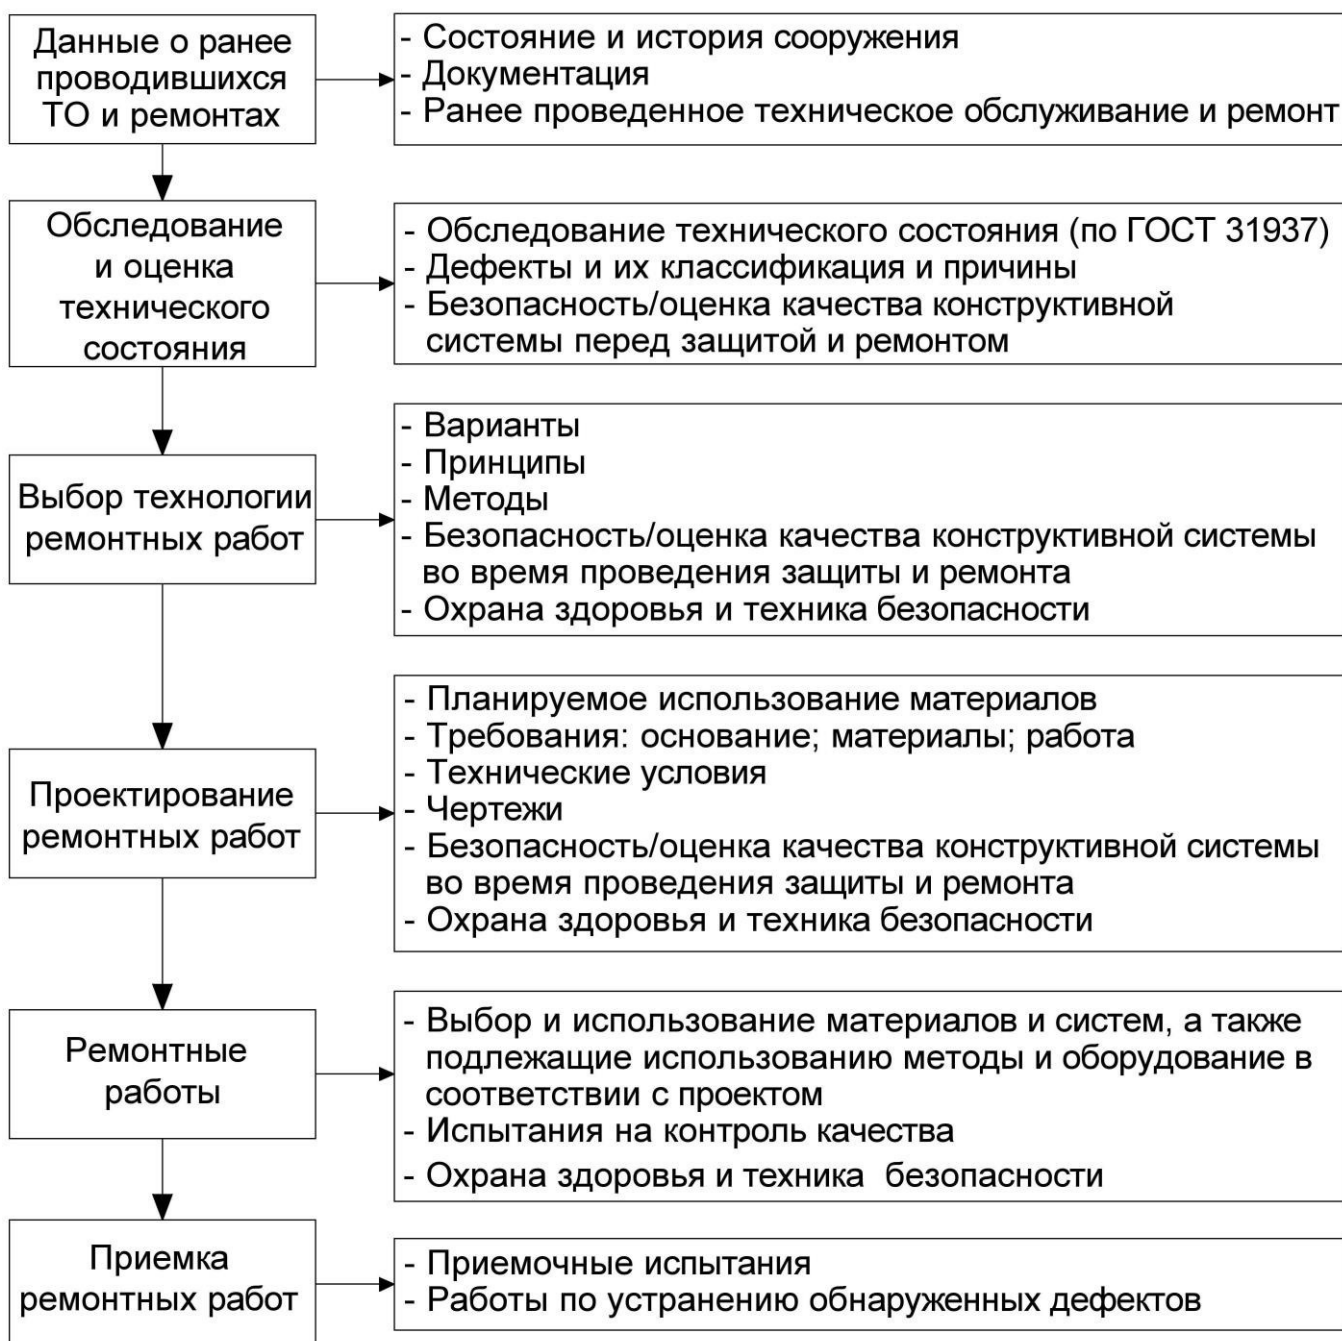 Данные о ранее
проводившихся
ТО и ремонтах
- Состояние и история сооружения
- Документация
- Ранее проведенное техническое обслуживание и ремонт
Обследование
и оценка
технического
состояния
- Обследование технического состояния (по ГОСТ 31937)
- Дефекты и их классификация и причины
- Безопасность/оценка качества конструктивной
системы перед защитой и ремонтом
Выбор технологии
ремонтных работ
- Варианты
- Принципы
- Методы
- Безопасность/оценка качества конструктивной системы
во время проведения защиты и ремонта
- Охрана здоровья и техника безопасности
Проектирование
ремонтных работ
- Планируемое использование материалов
- Требования: основание; материалы; работа
- Технические условия
- Чертежи
- Безопасность/оценка качества конструктивной системы
во время проведения защиты и ремонта
- Охрана здоровья и техника безопасности
Ремонтные
работы
- Выбор и использование материалов и систем, а также
подлежащие использованию методы и оборудование в
соответствии с проектом
- Испытания на контроль качества
- Охрана здоровья и техника безопасности
Приемка
ремонтных работ
- Приемочные испытания
- Работы по устранению обнаруженных дефектов